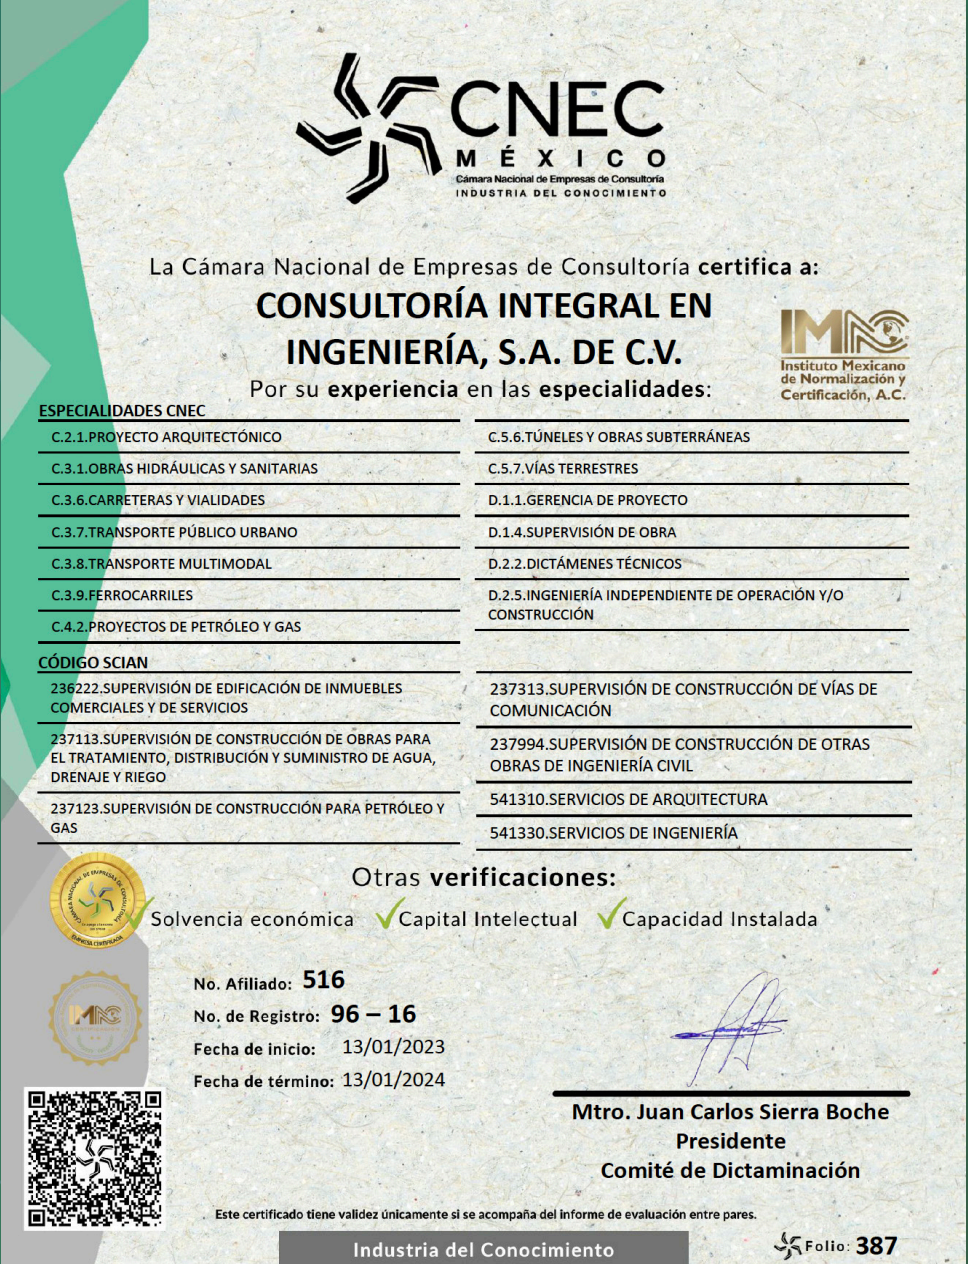 CNEC
MÉXICO
Cámara Nacional de Empresas de Consultoría
INDUSTRIA DEL CONOCIMIENTO
La Cámara Nacional de Empresas de Consultoría certifica a:
CONSULTORÍA INTEGRAL EN
INGENIERÍA, S.A. DE C.V.
IMNC
Instituto Mexicano
de Normalización y
Certificación, A.C.
Por su experiencia en las especialidades:
ESPECIALIDADES CNEC
C.2.1.PROYECTO ARQUITECTÓNICO
C.3.1.OBRAS HIDRÁULICAS Y SANITARIAS
C.3.6.CARRETERAS Y VIALIDADES
C.3.7.TRANSPORTE PÚBLICO URBANO
C.3.8.TRANSPORTE MULTIMODAL
C.3.9.FERROCARRILES
C.4.2.PROYECTOS DE PETRÓLEO Y GAS
C.5.6.TÚNELES Y OBRAS SUBTERRÁNEAS
C.5.7.VÍAS TERRESTRES
D.1.1.GERENCIA DE PROYECTO
D.1.4.SUPERVISIÓN DE OBRA
D.2.2.DICTÁMENES TÉCNICOS
D.2.5.INGENIERÍA INDEPENDIENTE DE OPERACIÓN Y/O
CONSTRUCCIÓN
CÓDIGO SCIAN
236222.SUPERVISIÓN DE EDIFICACIÓN DE INMUEBLES
COMERCIALES Y DE SERVICIOS
237113.SUPERVISIÓN DE CONSTRUCCIÓN DE OBRAS PARA
EL TRATAMIENTO, DISTRIBUCIÓN Y SUMINISTRO DE AGUA,
DRENAJE Y RIEGO
237123.SUPERVISIÓN DE CONSTRUCCIÓN PARA PETRÓLEO Y
GAS
237313.SUPERVISIÓN DE CONSTRUCCIÓN DE VÍAS DE
COMUNICACIÓN
237994.SUPERVISIÓN DE CONSTRUCCIÓN DE OTRAS
OBRAS DE INGENIERÍA CIVIL
541310.SERVICIOS DE ARQUITECTURA
541330.SERVICIOS DE INGENIERÍA
CÁMARA NACIONAL DE EMPRESAS DE CONSULTORÍA
EMPRESA CERTIFICADA
Otras verificaciones:
Solvencia económica Capital Intelectual Capacidad Instalada
IMNC
No. Afiliado: 516
No. de Registro: 96 – 16
Fecha de inicio: 13/01/2023
Fecha de término: 13/01/2024
Mtro. Juan Carlos Sierra Boche
Presidente
Comité de Dictaminación
Este certificado tiene validez únicamente si se acompaña del informe de evaluación entre pares.
Industria del Conocimiento
Folio: 387